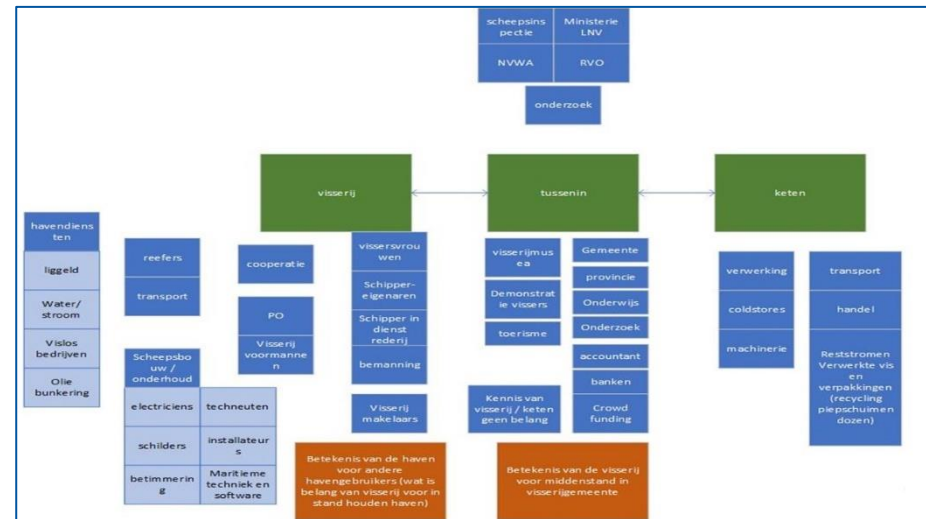 scheepsins
pectie
Ministerie
LNV
NVWA
RVO
onderzoek
visserij
tussenin
keten
havendiens
ten
liggeld
Water/
stroom
Vislos
bedrijven
Olie
bunkering
reefers
transport
Scheepsbo
uw /
onderhoud
electriciens
techneuten
schilders
installateur
s
betimmerin
g
Maritieme
techniek en
software
cooperatie
PO
Visserij
voormanne
n
vissersvrou
wen
Schipper-
eigenaren
Schipper in
dienst
rederij
bemanning
Visserij
makelaars
visserijmus
ea
Demonstrat
ie vissers
toerisme
Kennis van
visserij / keten
geen belang
Gemeente
provincie
Onderwijs
Onderzoek
accountant
banken
Crowd
funding
verwerking
coldstores
machinerie
transport
handel
Reststromen
Verwerkte vis
en
verpakkingen
(recycling
piepschuimen
dozen)
Betekenis van de haven
voor andere
havengebruikers (wat is
belang van visserij voor in
stand houden haven)
Betekenis van de visserij
voor middenstand in
visserijgemeente